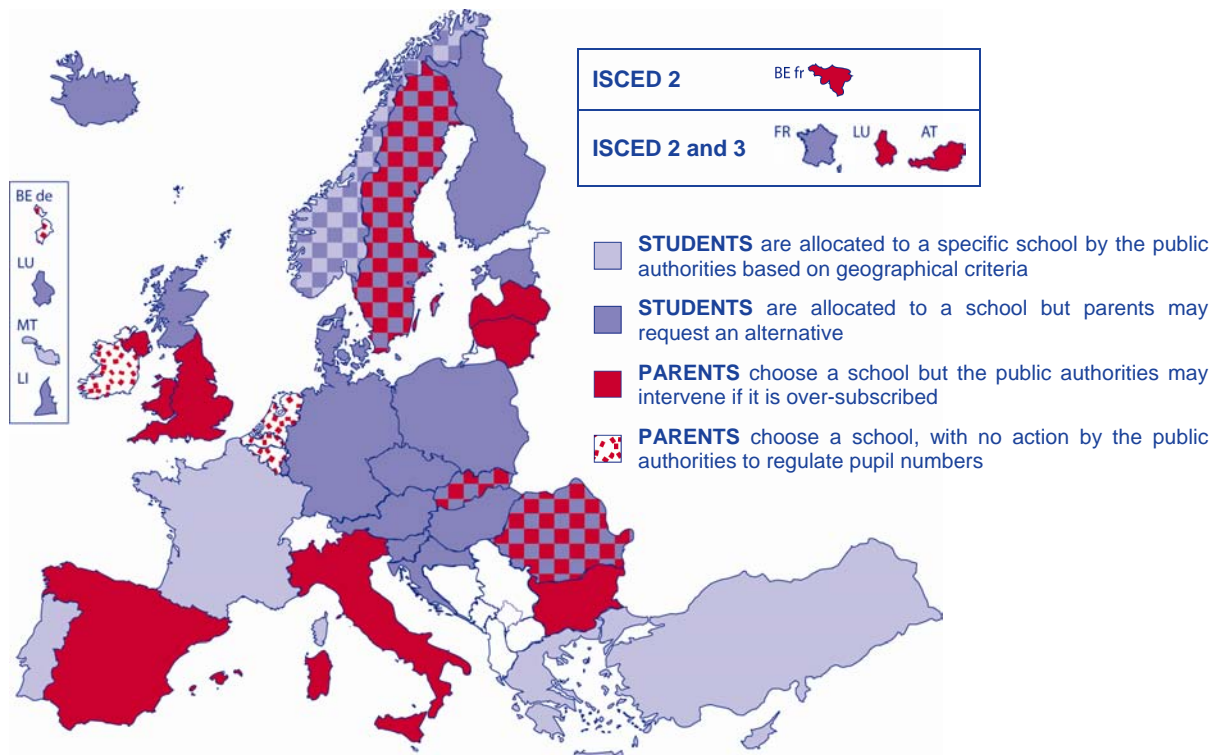 ISCED 2
BE fr
ISCED 2 and 3
FR
LU
AT
BE de
LU
MT
LI
STUDENTS are allocated to a specific school by the public
authorities based on geographical criteria
STUDENTS are allocated to a school but parents may
request an alternative
PARENTS choose a school but the public authorities may
intervene if it is over-subscribed
PARENTS choose a school, with no action by the public
authorities to regulate pupil numbers